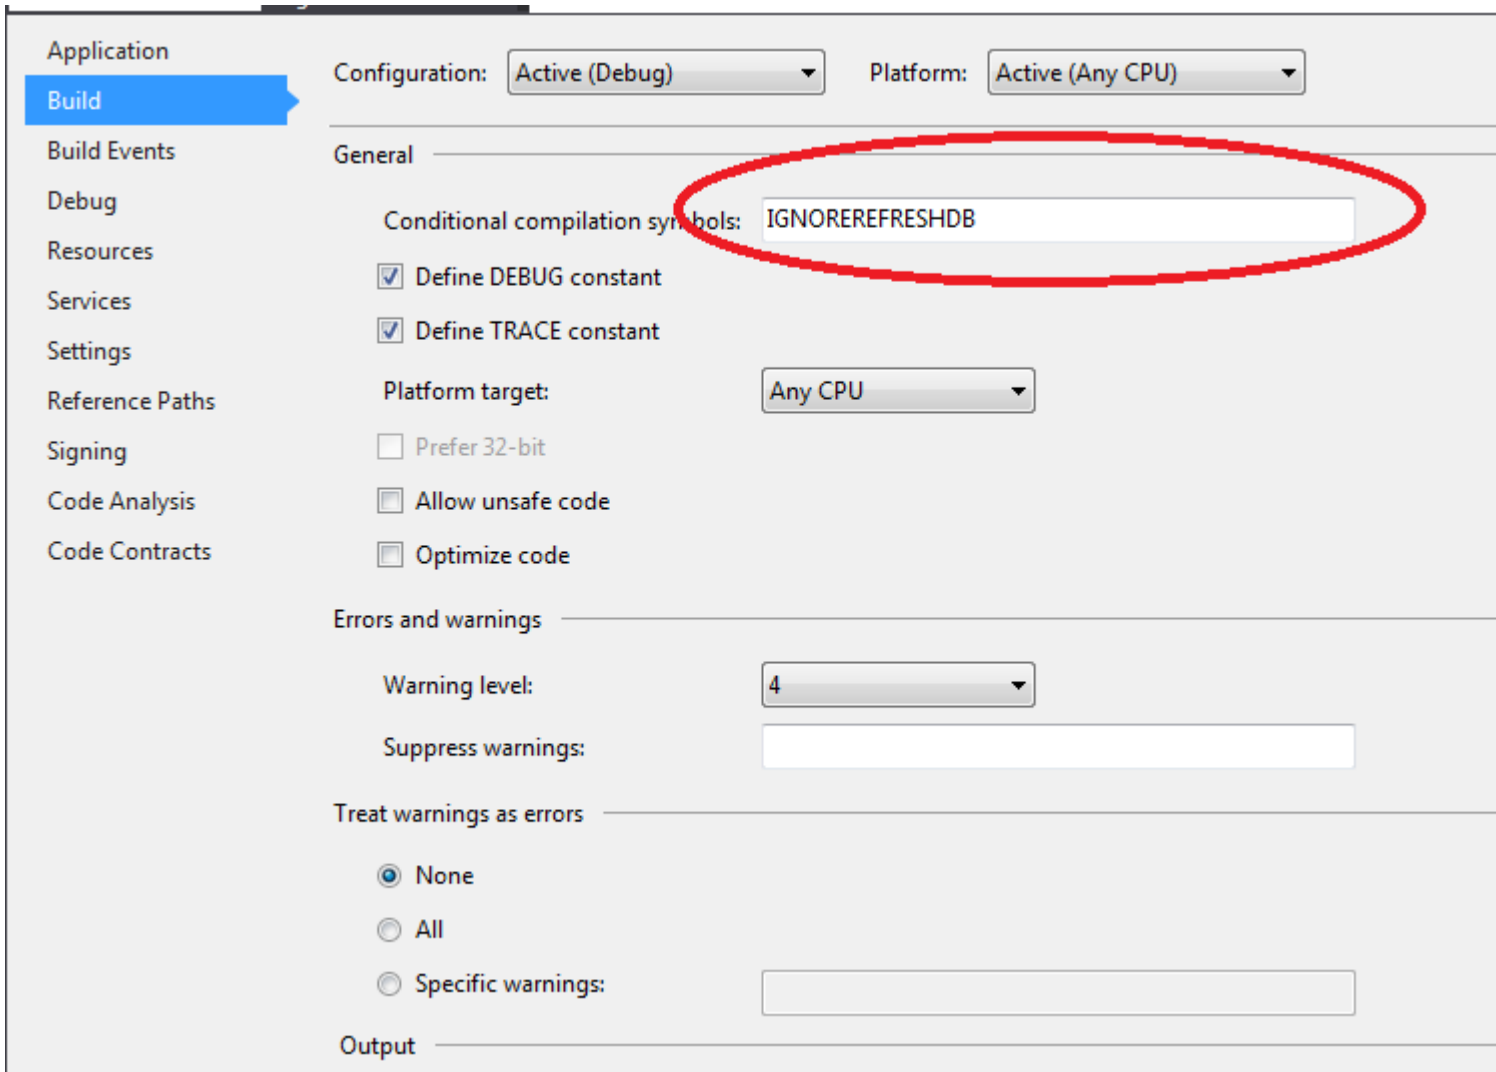 Application
Build
Build Events
Debug
Resources
Services
Settings
Reference Paths
Signing
Code Analysis
Code Contracts
Configuration: Active (Debug) Platform: Active (Any CPU)
General
Conditional compilation symbols: IGNOREREFRESHDB
Define DEBUG constant
Define TRACE constant
Platform target: Any CPU
Prefer 32-bit
Allow unsafe code
Optimize code
Errors and warnings
Warning level: 4
Suppress warnings:
Treat warnings as errors
None
All
Specific warnings:
Output